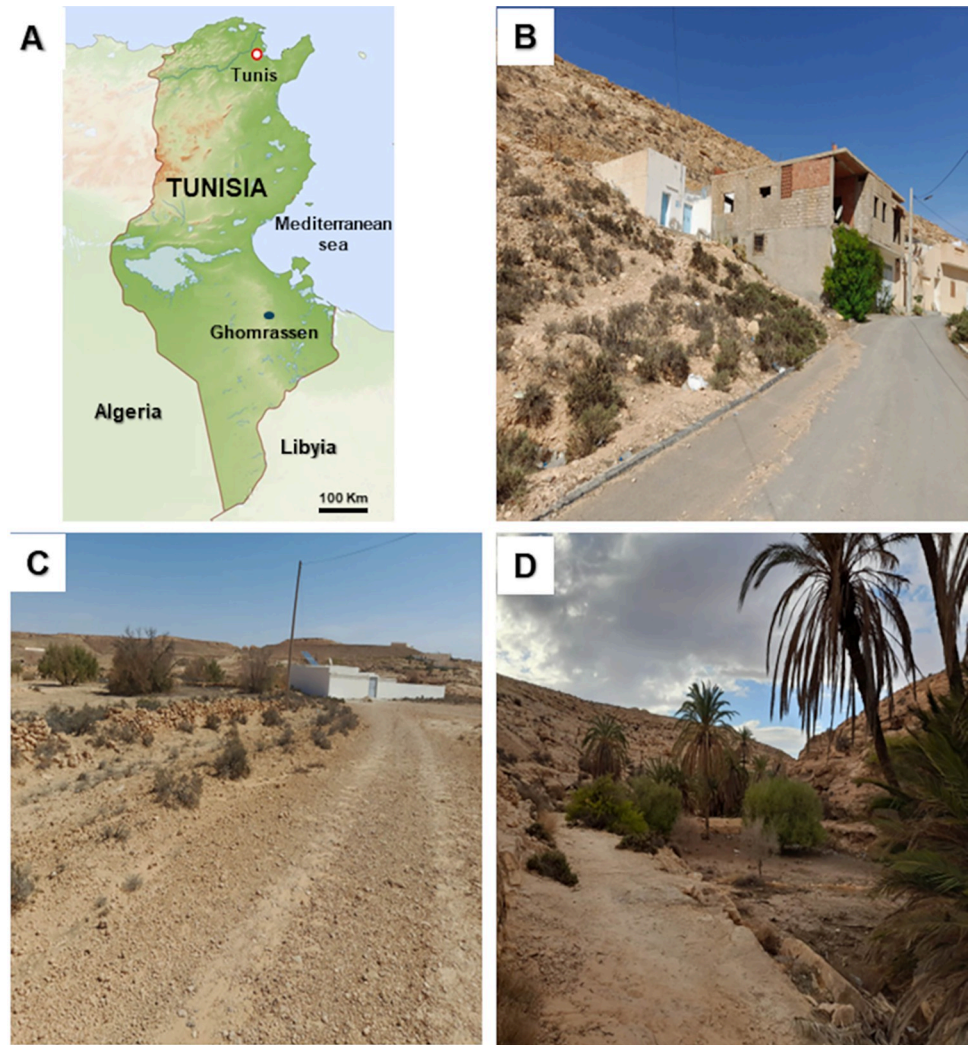 A
Tunis
TUNISIA
Mediterranean
sea
Ghomrassen
Algeria
Libyia
100 Km
B
C
D